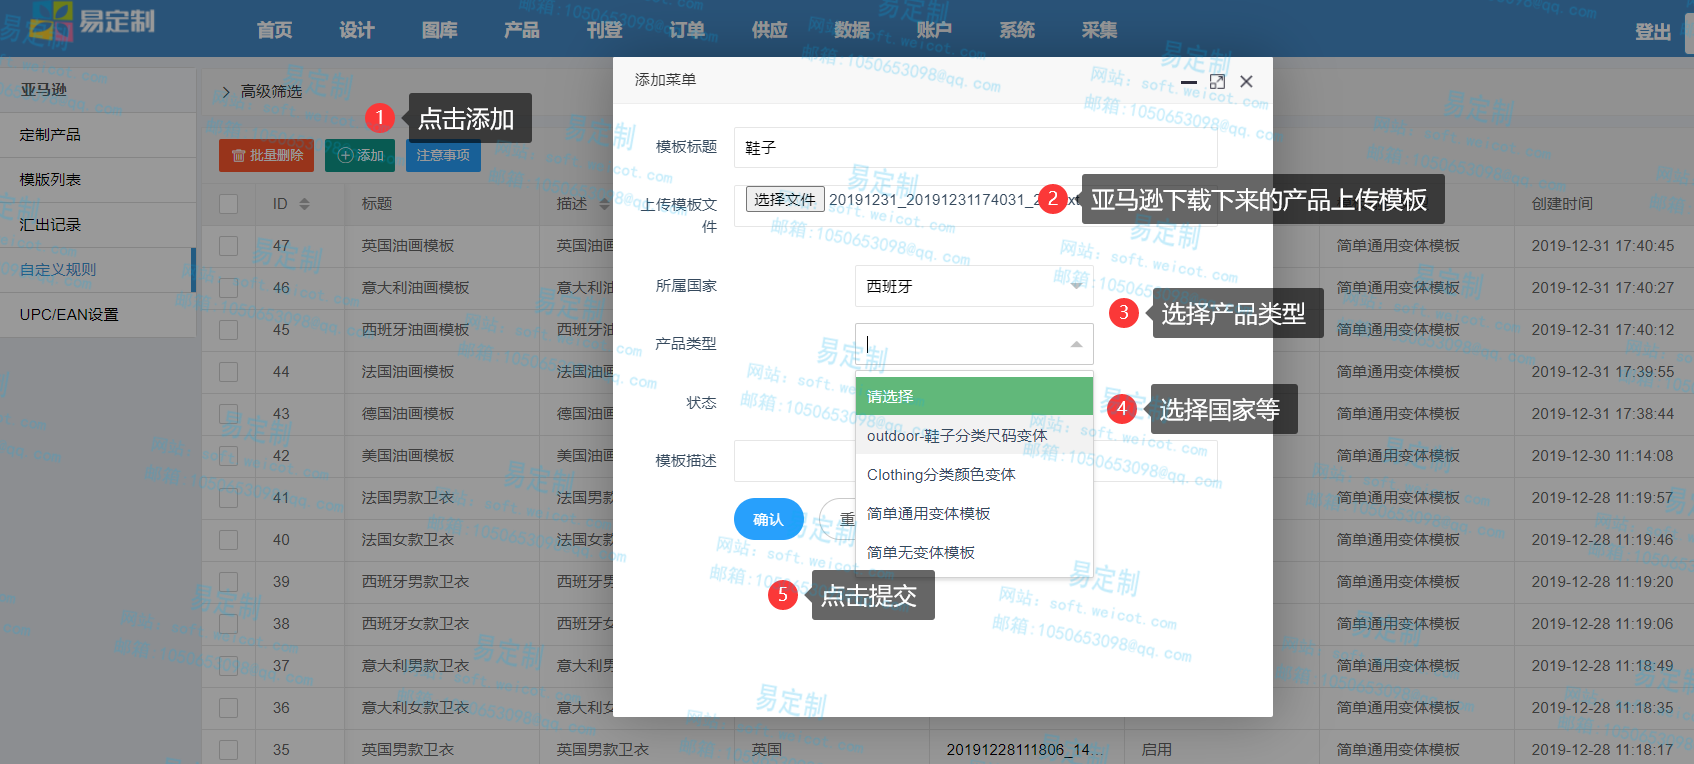 易定制
首页
设计
图库
产品
刊登
订单
供应
数据
账户
系统
采集
登出
亚马逊
定制产品
模版列表
汇出记录
自定义规则
UPC/EAN设置
高级筛选
1 点击添加
批量删除
添加
注意事项
添加菜单
模板标题
鞋子
上传模板文件
选择文件 20191231_20191231174031_2
2 亚马逊下载下来的产品上传模板
所属国家
西班牙
3 选择产品类型
产品类型
请选择
outdoor-鞋子分类尺码变体
Clothing分类颜色变体
简单通用变体模板
简单无变体模板
4 选择国家等
状态
模板描述
确认
重
5 点击提交
ID 标题 描述 创建时间
47 英国油画模板 英国油画 简单通用变体模板 2019-12-31 17:40:45
46 意大利油画模板 意大利油 简单通用变体模板 2019-12-31 17:40:27
45 西班牙油画模板 西班牙油 简单通用变体模板 2019-12-31 17:40:12
44 法国油画模板 法国油画 简单通用变体模板 2019-12-31 17:39:55
43 德国油画模板 德国油画 简单通用变体模板 2019-12-31 17:38:44
42 美国油画模板 美国油画 简单通用变体模板 2019-12-30 11:14:08
41 法国男款卫衣 法国男款 简单通用变体模板 2019-12-28 11:19:57
40 法国女款卫衣 法国女款 简单通用变体模板 2019-12-28 11:19:46
39 西班牙男款卫衣 西班牙男 简单通用变体模板 2019-12-28 11:19:20
38 西班牙女款卫衣 西班牙女 简单通用变体模板 2019-12-28 11:19:06
37 意大利男款卫衣 意大利男 简单通用变体模板 2019-12-28 11:18:49
36 意大利女款卫衣 意大利女 简单通用变体模板 2019-12-28 11:18:35
35 英国男款卫衣 英国男款卫衣 英国 20191228111806_14... 启用 简单通用变体模板 2019-12-28 11:18:17
易定制
网站：soft.weicot.com
邮箱:1050653098@qq.com